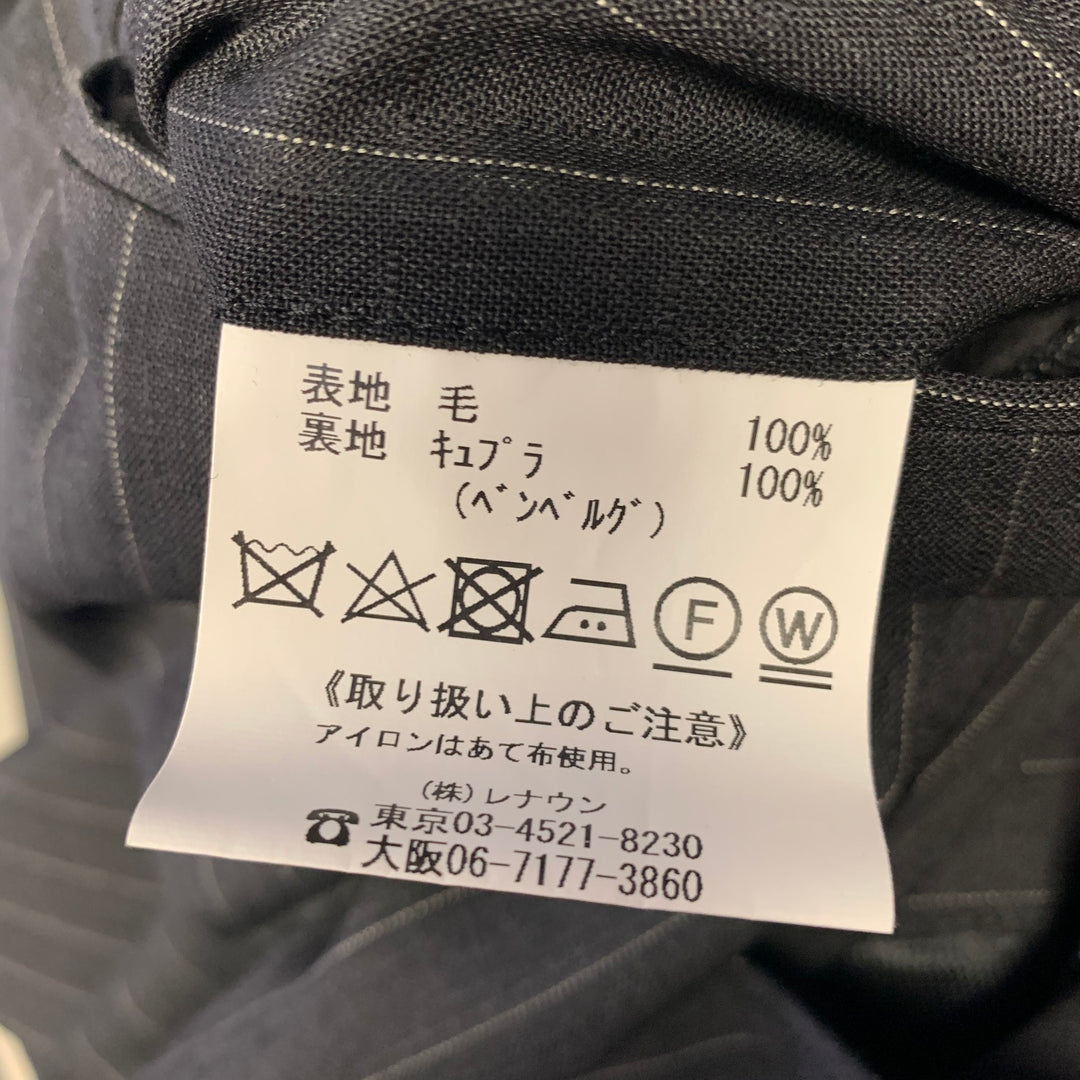 表地 毛 100%
裏地 ｷｭﾌﾟﾗ 100%
(ﾍﾞﾝﾍﾞﾙｸﾞ)
F W
《取り扱い上のご注意》
アイロンはあて布使用。
(株)レナウン
☎東京03-4521-8230
大阪06-7177-3860